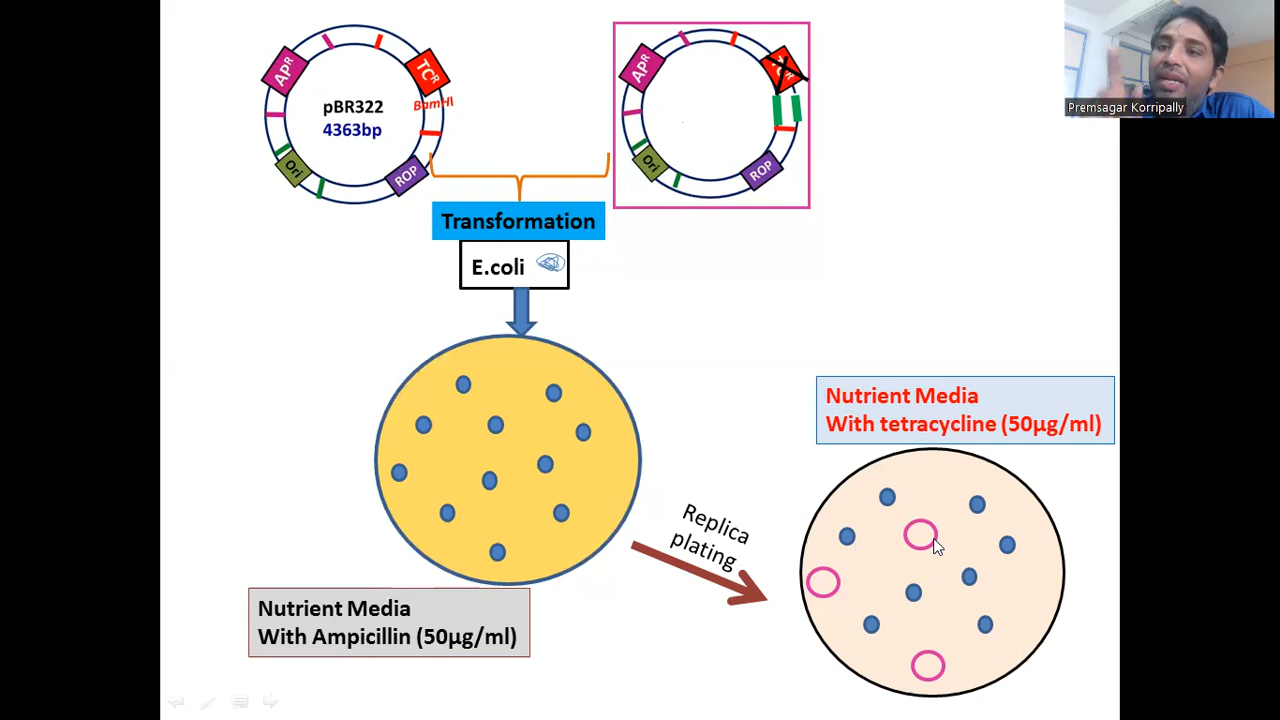 APR
TCR
BamHI
pBR322
4363bp
Ori
ROP
APR
Ori
ROP
Premsagar Korripally
Transformation
E.coli
Nutrient Media
With Ampicillin (50µg/ml)
Replica
plating
Nutrient Media
With tetracycline (50µg/ml)